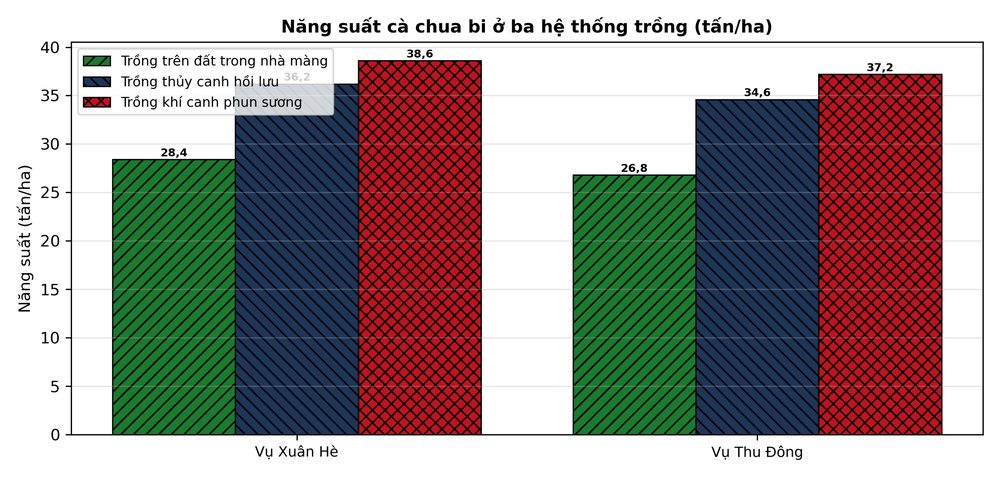 Năng suất cà chua bi ở ba hệ thống trồng (tấn/ha)
Trồng trên đất trong nhà màng
Trồng thủy canh hồi lưu
Trồng khí canh phun sương
28,4
36,2
38,6
26,8
34,6
37,2
Năng suất (tấn/ha)
40
35
30
25
20
15
10
5
0
Vụ Xuân Hè
Vụ Thu Đông